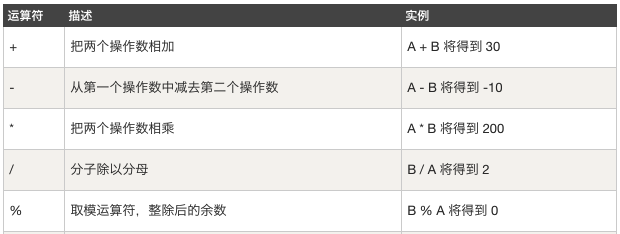 运算符 描述 实例
+ 把两个操作数相加 A + B 将得到 30
- 从第一个操作数中减去第二个操作数 A - B 将得到 -10
* 把两个操作数相乘 A * B 将得到 200
/ 分子除以分母 B / A 将得到 2
% 取模运算符，整除后的余数 B % A 将得到 0